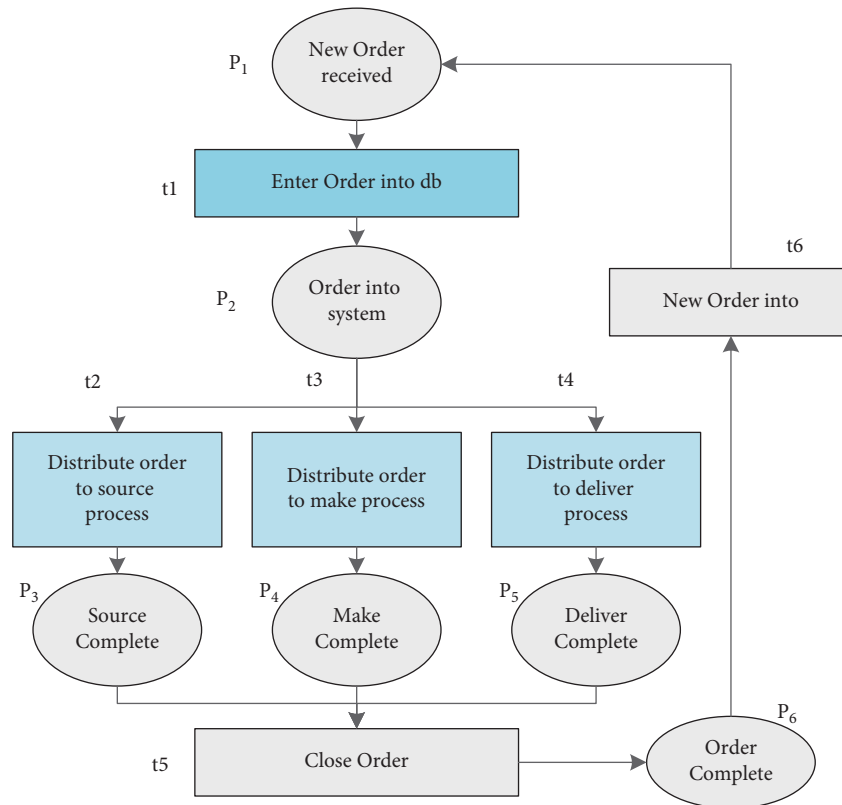 P1
New Order
received
t1
Enter Order into db
t6
P2
Order into
system
New Order into
t2
t3
t4
Distribute order
to source
process
Distribute order
to make process
Distribute order
to deliver
process
P3
Source
Complete
P4
Make
Complete
P5
Deliver
Complete
P6
t5
Close Order
Order
Complete